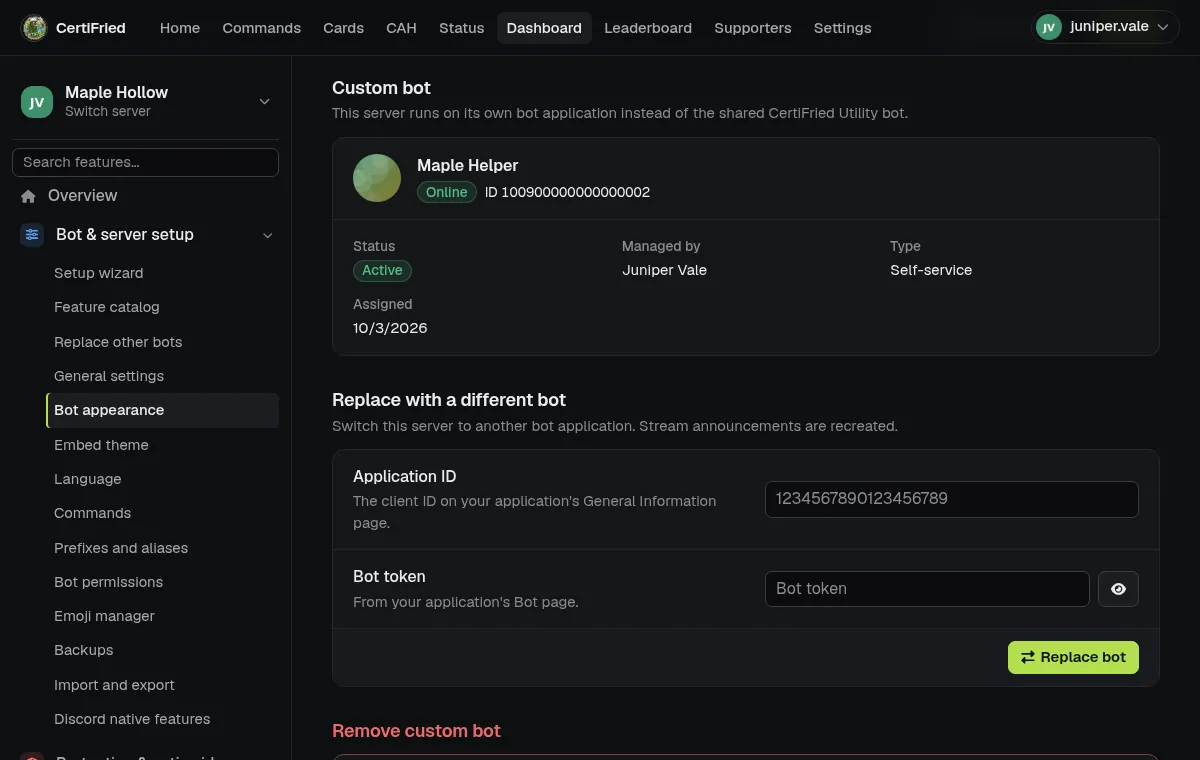 CertiFried
Home
Commands
Cards
CAH
Status
Dashboard
Leaderboard
Supporters
Settings
JV
juniper.vale
JV
Maple Hollow
Switch server
Search features...
Overview
Bot & server setup
Setup wizard
Feature catalog
Replace other bots
General settings
Bot appearance
Embed theme
Language
Commands
Prefixes and aliases
Bot permissions
Emoji manager
Backups
Import and export
Discord native features
Custom bot
This server runs on its own bot application instead of the shared CertiFried Utility bot.
Maple Helper
Online
ID 100900000000000002
Status
Active
Managed by
Juniper Vale
Type
Self-service
Assigned
10/3/2026
Replace with a different bot
Switch this server to another bot application. Stream announcements are recreated.
Application ID
The client ID on your application's General Information
page.
1234567890123456789
Bot token
From your application's Bot page.
Bot token
Replace bot
Remove custom bot